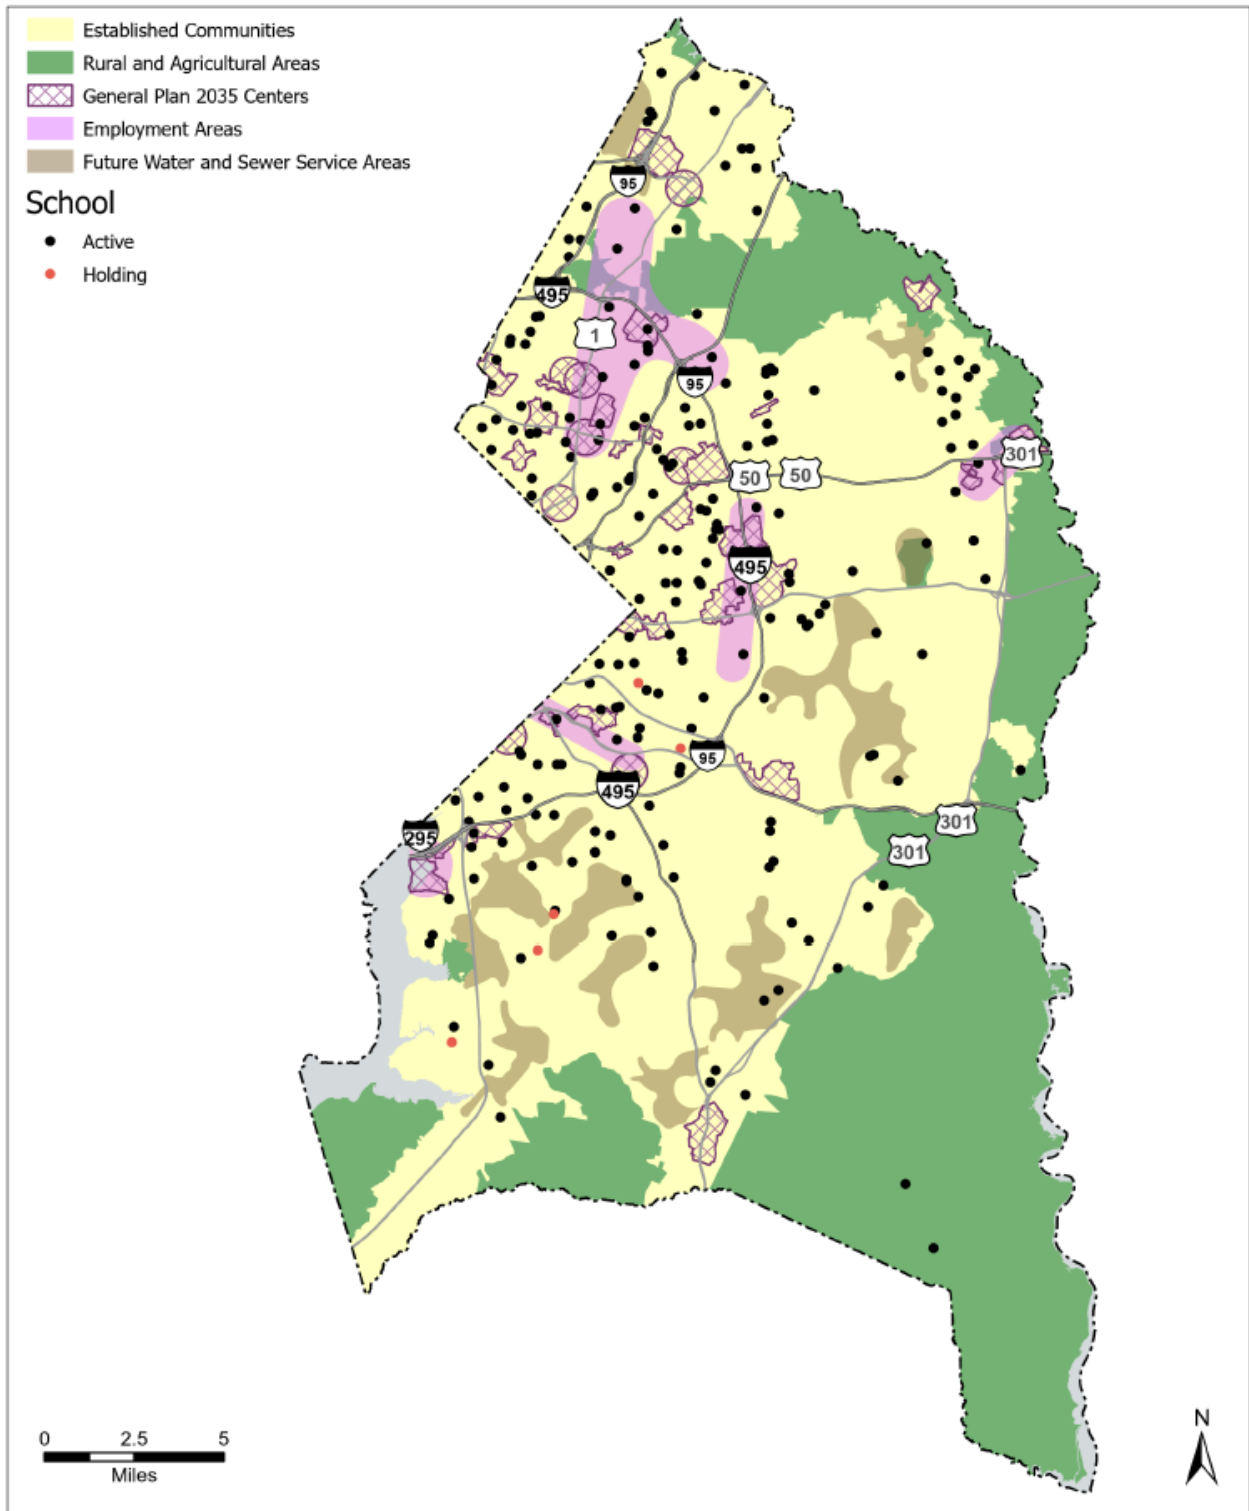 Established Communities
Rural and Agricultural Areas
General Plan 2035 Centers
Employment Areas
Future Water and Sewer Service Areas
School
Active
Holding
95
495
1
95
301
50
50
495
95
495
301
295
301
0 2.5 5
Miles
N